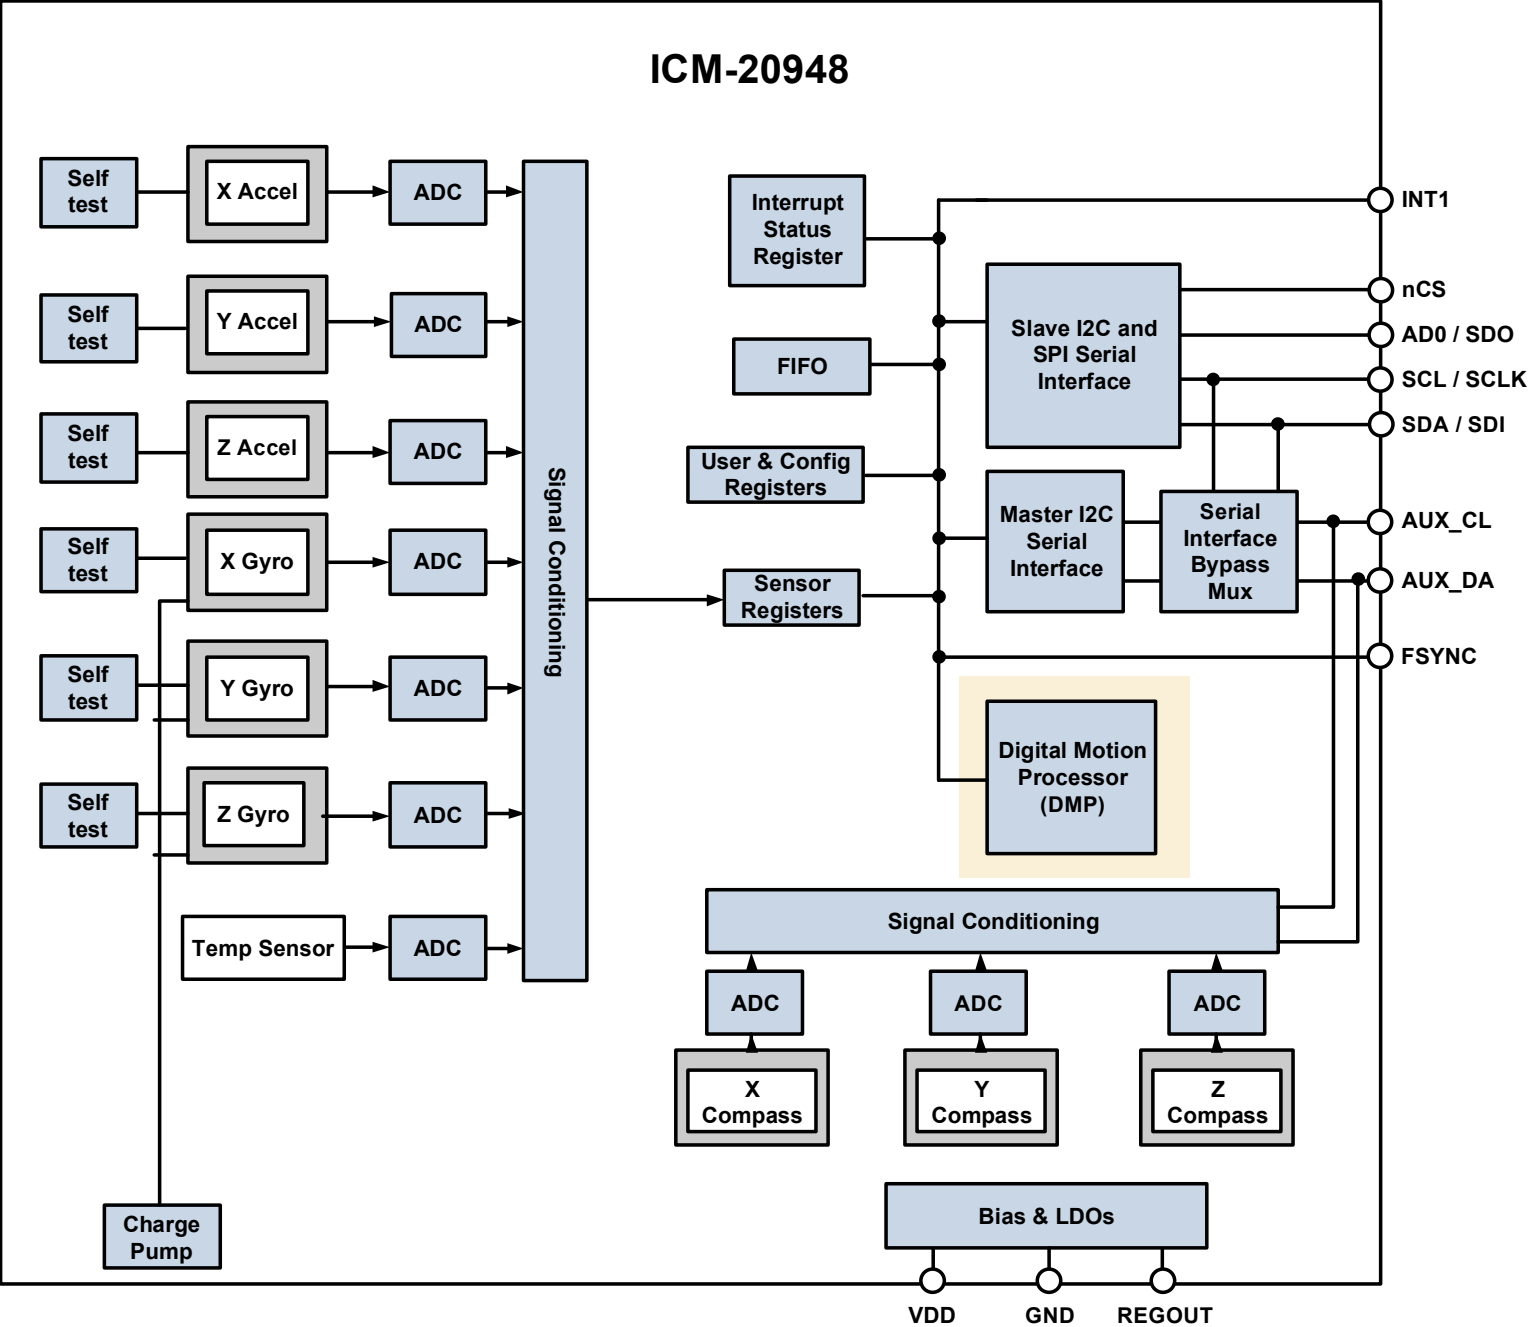 ICM-20948
Self
test
X Accel
ADC
Self
test
Y Accel
ADC
Self
test
Z Accel
ADC
Self
test
X Gyro
ADC
Self
test
Y Gyro
ADC
Self
test
Z Gyro
ADC
Temp Sensor
ADC
Signal Conditioning
Charge
Pump
Interrupt
Status
Register
FIFO
User & Config
Registers
Sensor
Registers
Slave I2C and
SPI Serial
Interface
Master I2C
Serial
Interface
Serial
Interface
Bypass
Mux
Digital Motion
Processor
(DMP)
Signal Conditioning
ADC
ADC
ADC
X
Compass
Y
Compass
Z
Compass
Bias & LDOs
INT1
nCS
AD0 / SDO
SCL / SCLK
SDA / SDI
AUX_CL
AUX_DA
FSYNC
VDD
GND
REGOUT